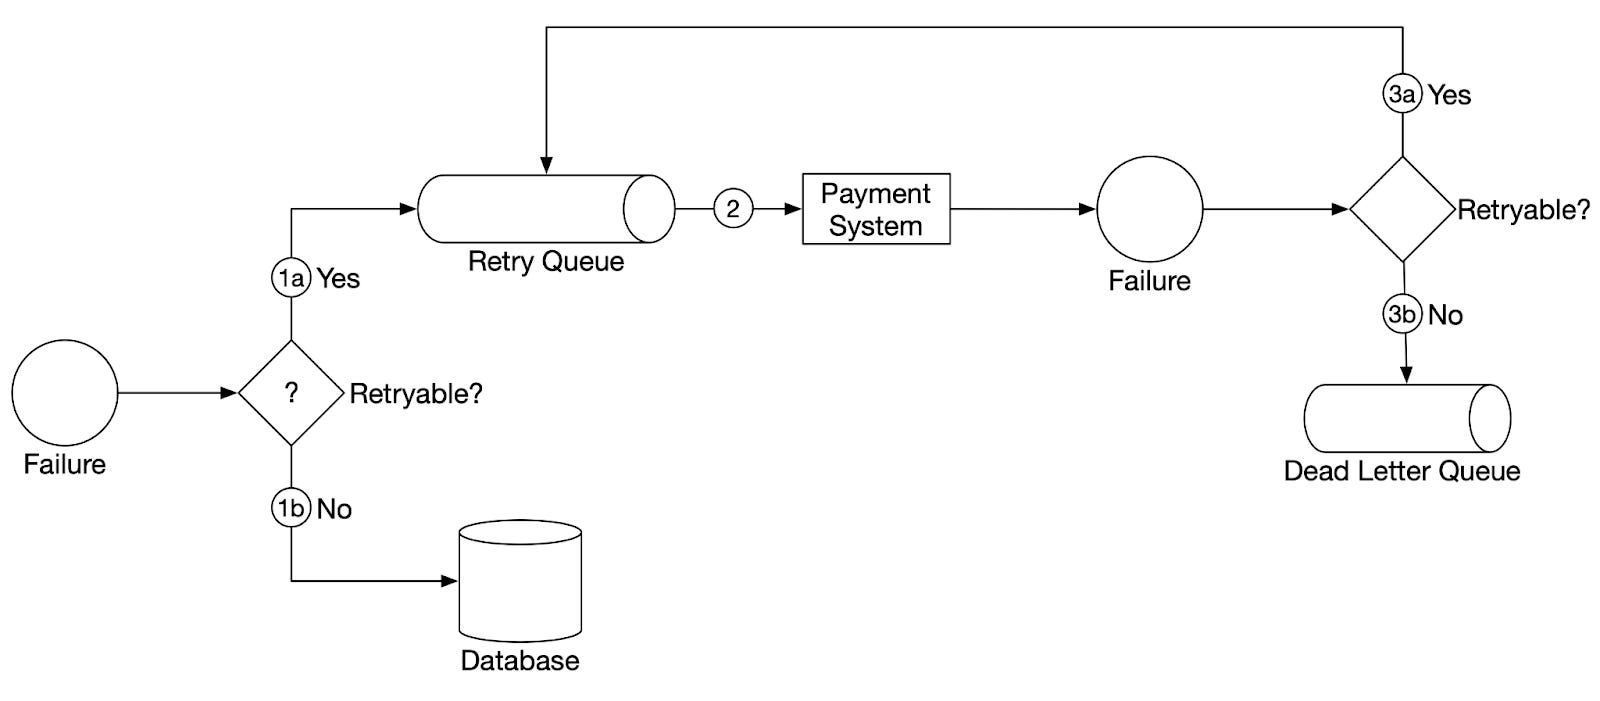 3a Yes
Payment
System
2
Retryable?
Retry Queue
1a Yes
Failure
3b No
? Retryable?
Failure
Dead Letter Queue
1b No
Database